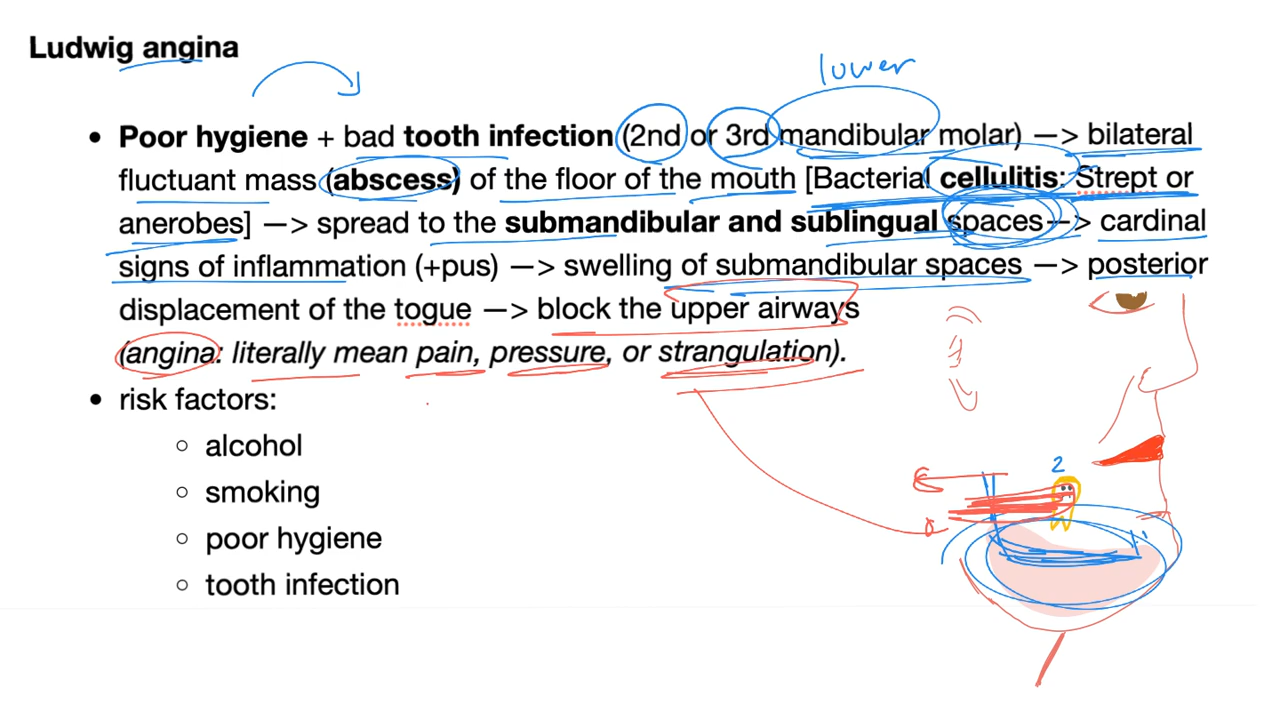 Ludwig angina
lower
• Poor hygiene + bad tooth infection (2nd or 3rd mandibular molar) —> bilateral
fluctuant mass (abscess) of the floor of the mouth [Bacterial cellulitis: Strept or
anerobes] —> spread to the submandibular and sublingual spaces —> cardinal
signs of inflammation (+pus) —> swelling of submandibular spaces —> posterior
displacement of the togue —> block the upper airways
(angina: literally mean pain, pressure, or strangulation).
• risk factors:
○ alcohol
○ smoking
○ poor hygiene
○ tooth infection
2